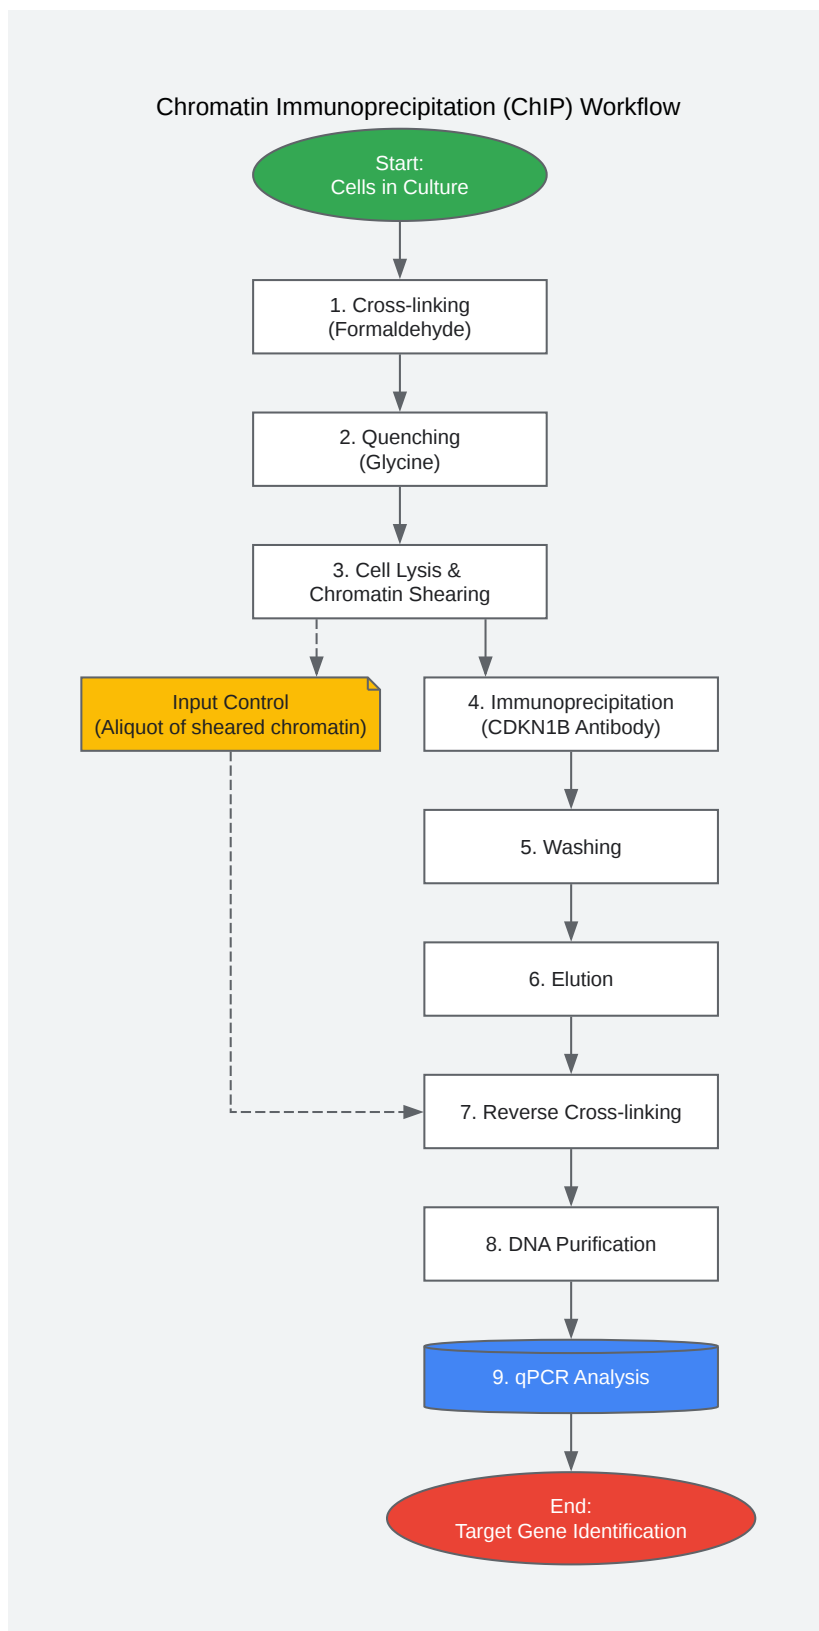 Chromatin Immunoprecipitation (ChIP) Workflow
Start:
Cells in Culture
1. Cross-linking
(Formaldehyde)
2. Quenching
(Glycine)
3. Cell Lysis &
Chromatin Shearing
Input Control
(Aliquot of sheared chromatin)
4. Immunoprecipitation
(CDKN1B Antibody)
5. Washing
6. Elution
7. Reverse Cross-linking
8. DNA Purification
9. qPCR Analysis
End:
Target Gene Identification